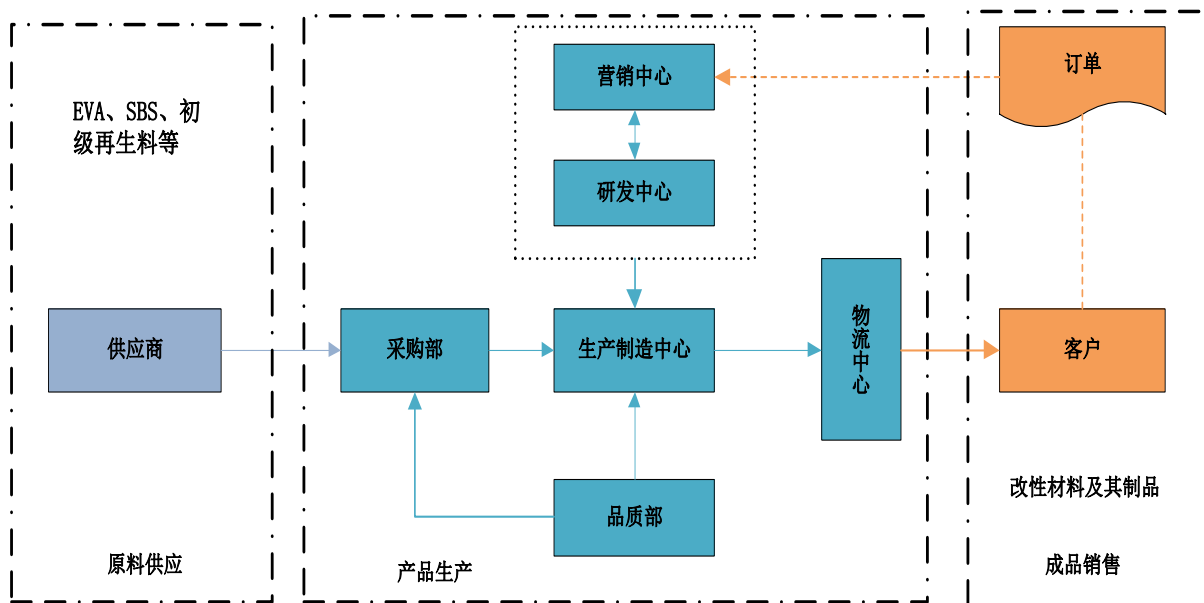 营销中心
订单
EVA、SBS、初
级再生料等
研发中心
供应商
采购部
生产制造中心
物流中心
客户
改性材料及其制品
品质部
原料供应
产品生产
成品销售